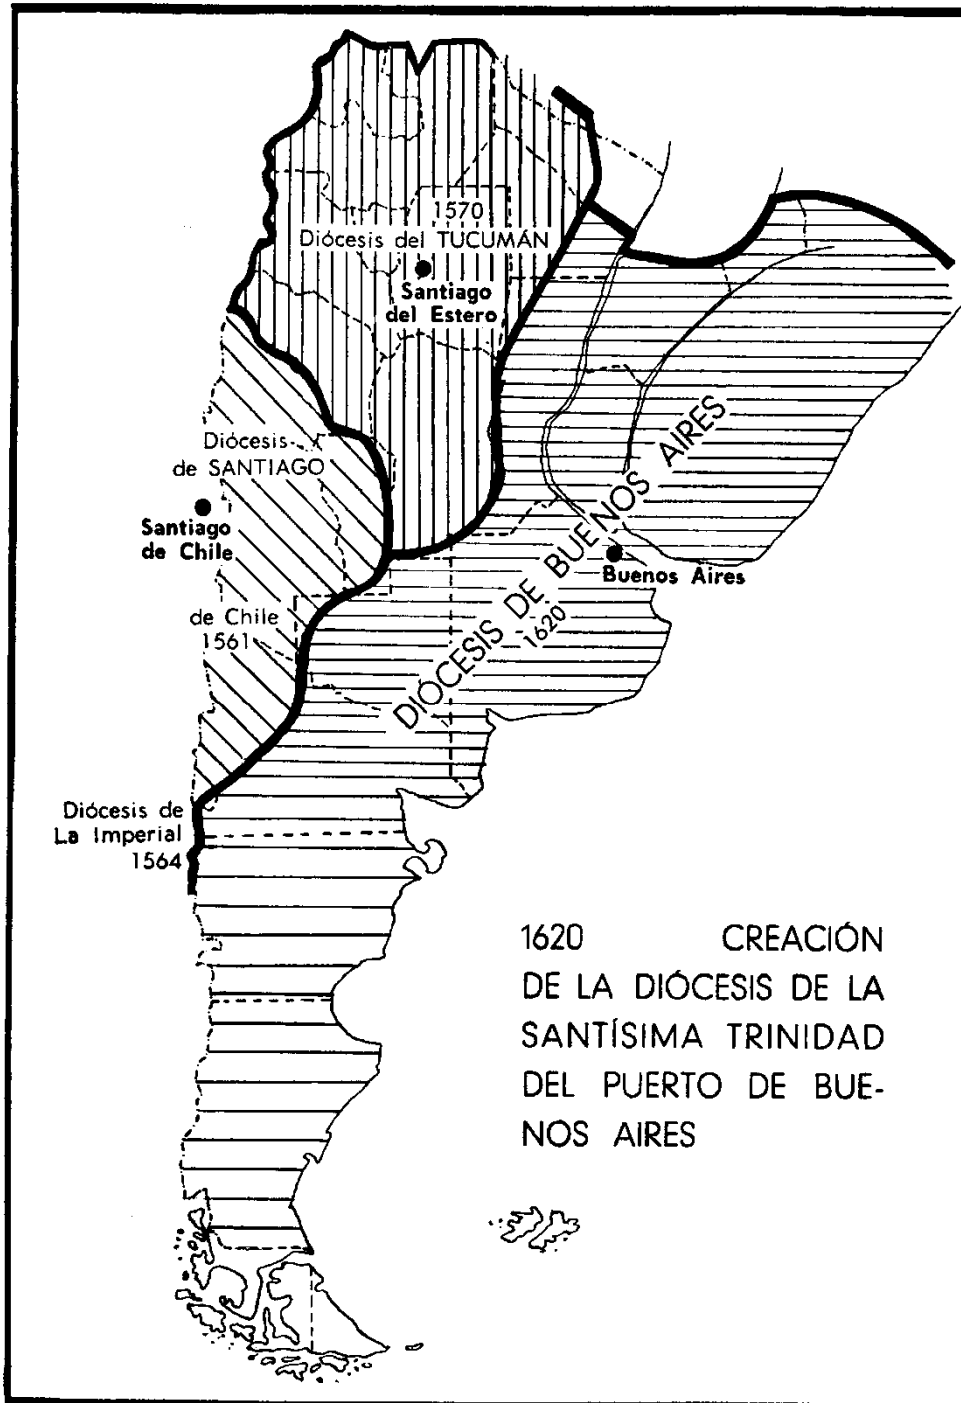 1570
Diócesis del TUCUMÁN
Santiago
del Estero
Diócesis
de SANTIAGO
Santiago
de Chile
de Chile
1561
DIÓCESIS DE BUENOS AIRES
1620
Buenos Aires
Diócesis de
La Imperial
1564
1620 CREACIÓN
DE LA DIÓCESIS DE LA
SANTÍSIMA TRINIDAD
DEL PUERTO DE BUE-
NOS AIRES